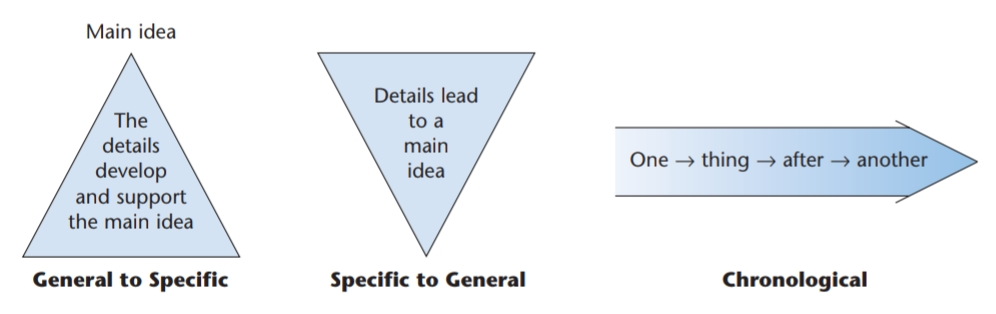 Main idea
The
details
develop
and support
the main idea
General to Specific
Details lead
to a
main
idea
Specific to General
One → thing → after → another
Chronological